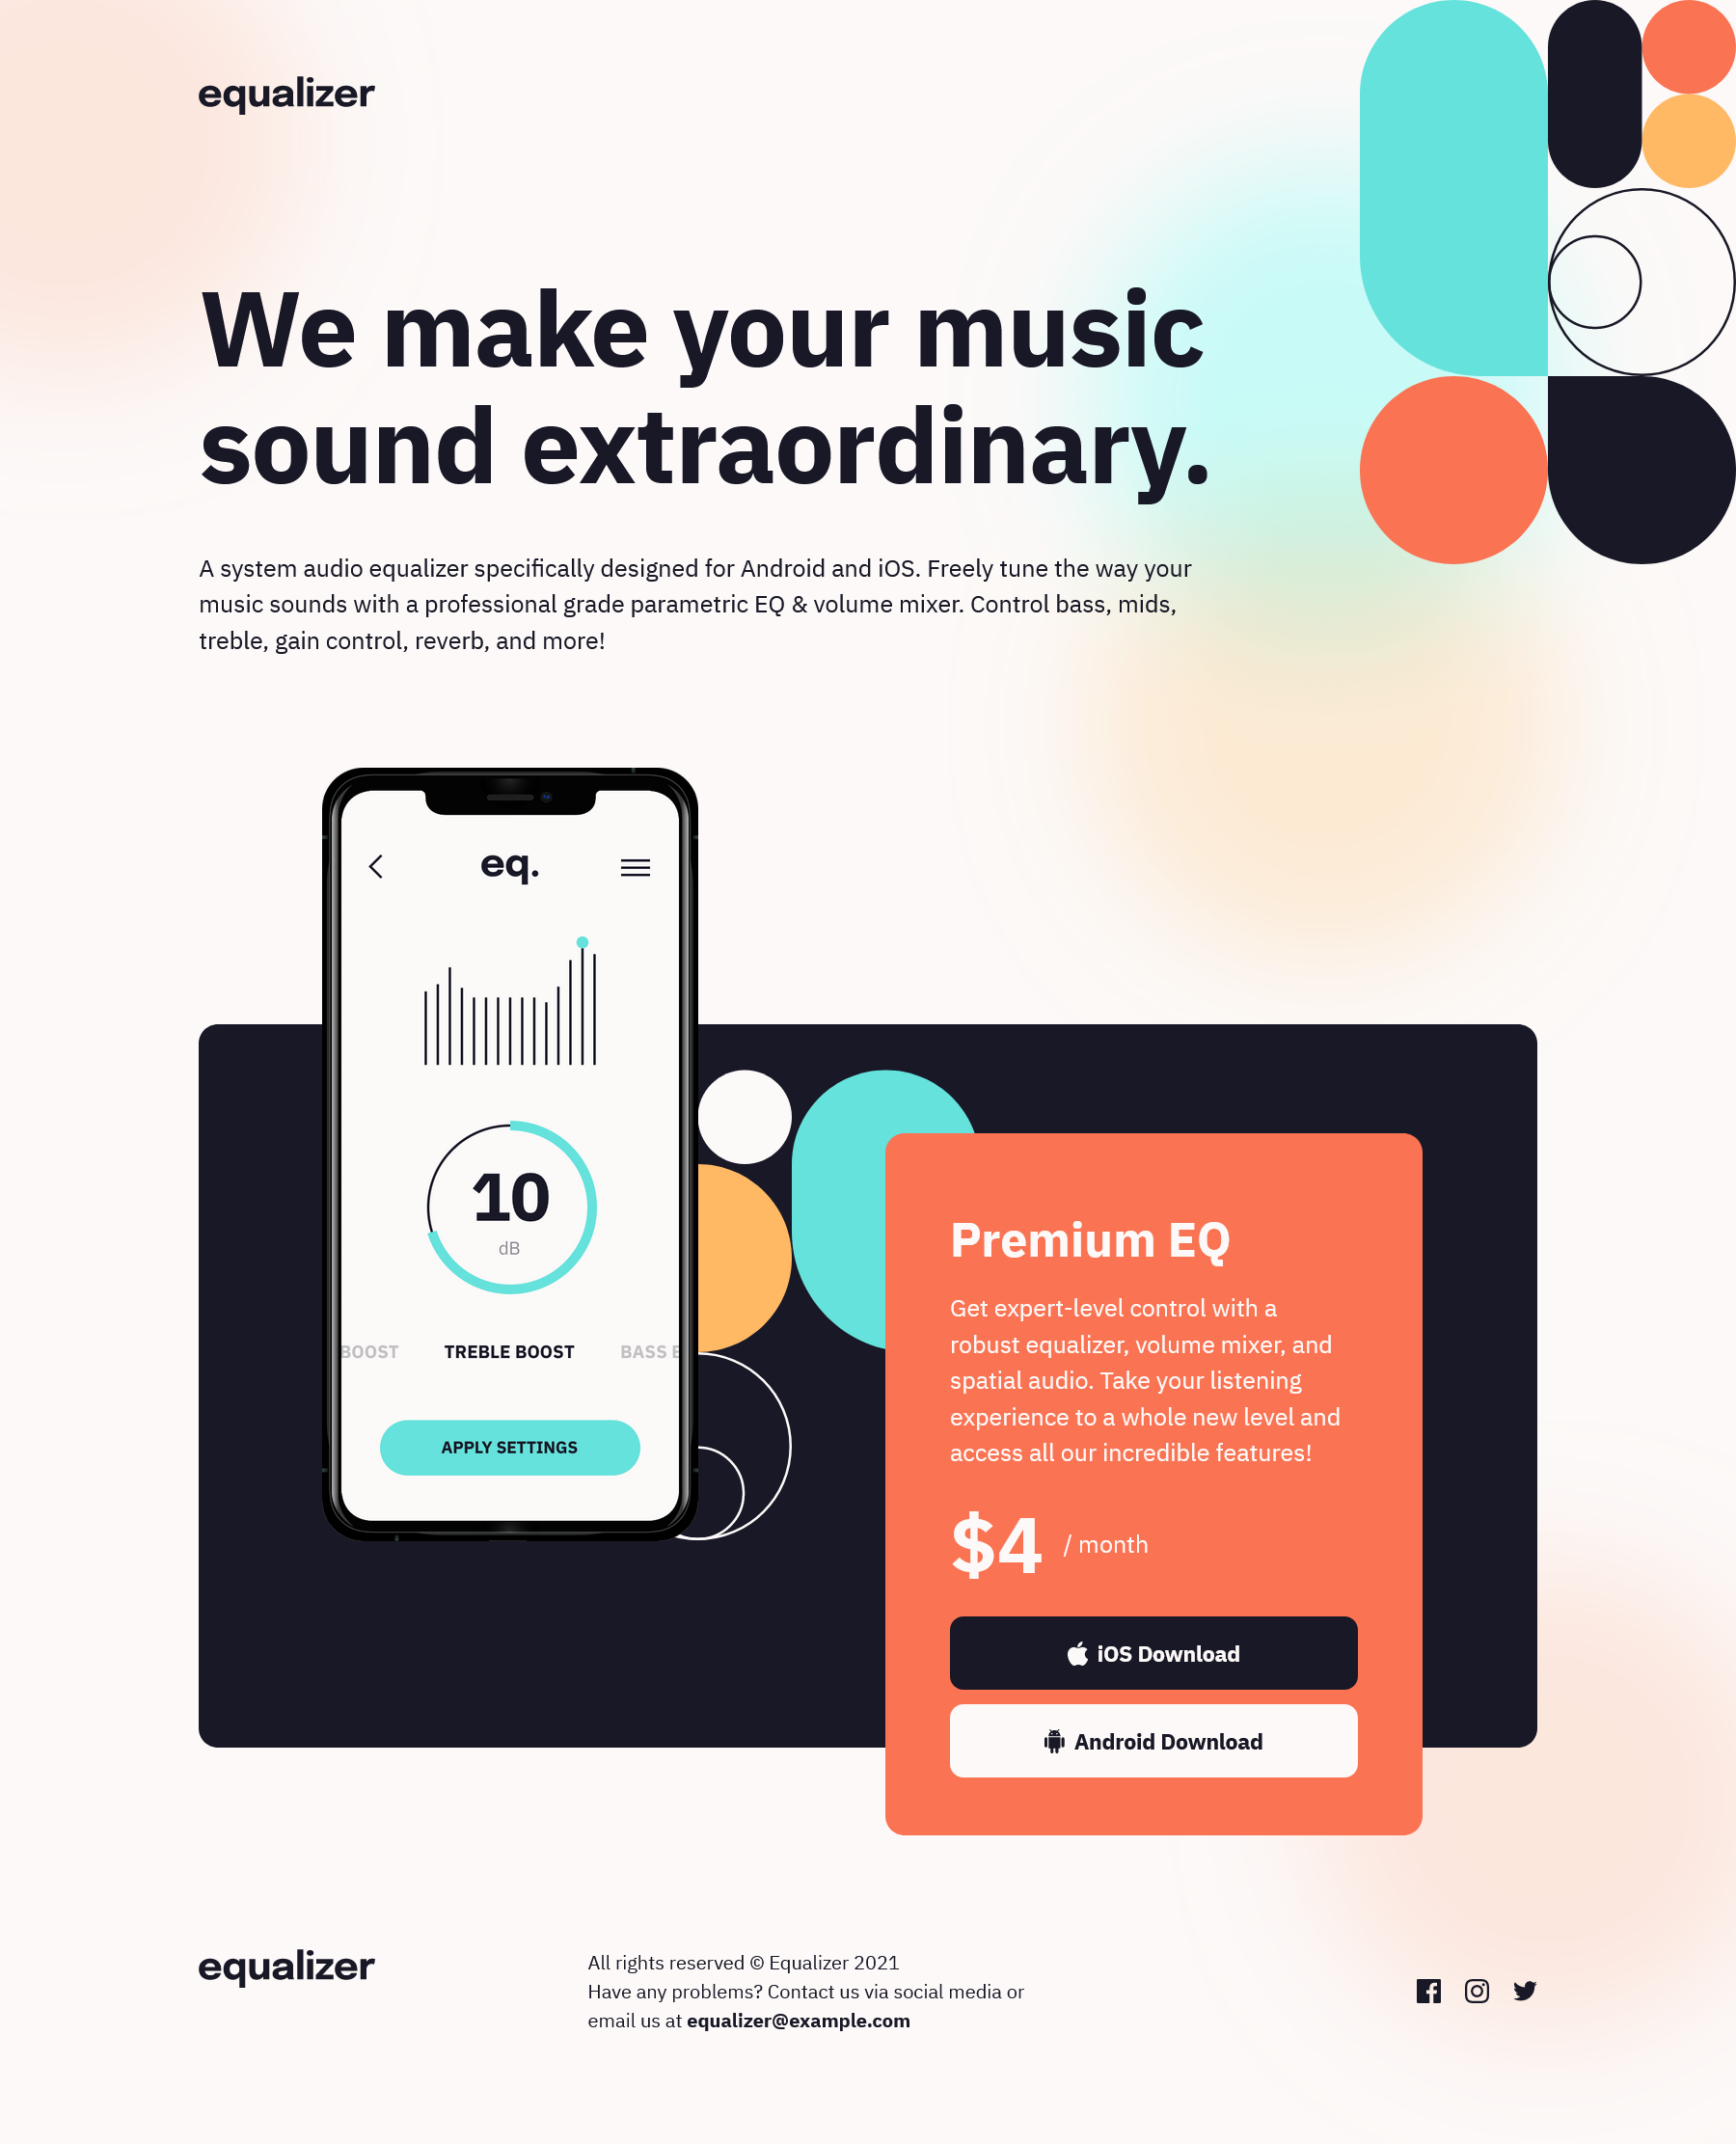 equalizer
We make your music
sound extraordinary.
A system audio equalizer specifically designed for Android and iOS. Freely tune the way your
music sounds with a professional grade parametric EQ & volume mixer. Control bass, mids,
treble, gain control, reverb, and more!
eq.
10
dB
BOOST TREBLE BOOST BASS B
APPLY SETTINGS
Premium EQ
Get expert-level control with a
robust equalizer, volume mixer, and
spatial audio. Take your listening
experience to a whole new level and
access all our incredible features!
$4 / month
iOS Download
Android Download
equalizer
All rights reserved © Equalizer 2021
Have any problems? Contact us via social media or
email us at equalizer@example.com